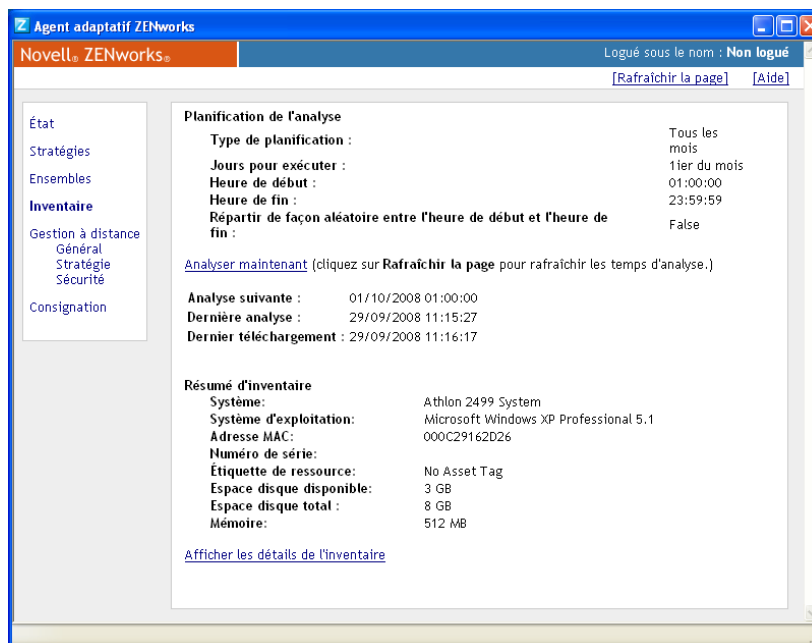 Agent adaptatif ZENworks
Novell® ZENworks®
Logué sous le nom : Non logué
[Rafraîchir la page] [Aide]
État
Stratégies
Ensembles
Inventaire
Gestion à distance
Général
Stratégie
Sécurité
Consignation
Planification de l'analyse
Type de planification : Tous les mois
Jours pour exécuter : 1ier du mois
Heure de début : 01:00:00
Heure de fin : 23:59:59
Répartir de façon aléatoire entre l'heure de début et l'heure de fin : False
Analyser maintenant (cliquez sur Rafraîchir la page pour rafraîchir les temps d'analyse.)
Analyse suivante : 01/10/2008 01:00:00
Dernière analyse : 29/09/2008 11:15:27
Dernier téléchargement : 29/09/2008 11:16:17
Résumé d'inventaire
Système: Athlon 2499 System
Système d'exploitation: Microsoft Windows XP Professional 5.1
Adresse MAC: 000C29162D26
Numéro de série:
Étiquette de ressource: No Asset Tag
Espace disque disponible: 3 GB
Espace disque total : 8 GB
Mémoire: 512 MB
Afficher les détails de l'inventaire